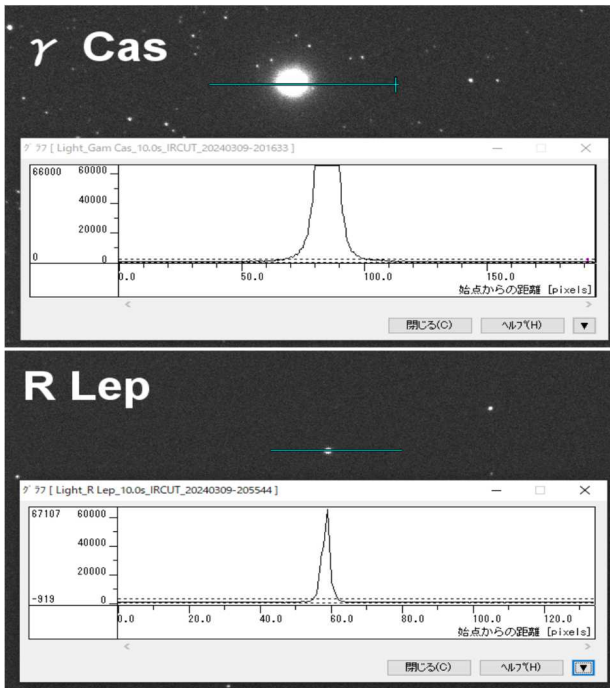 γ Cas
グラフ [ Light_Gam Cas_10.0s_IRCUT_20240309-201633 ]
66000
60000
40000
20000
0
0
0.0
50.0
100.0
150.0
始点からの距離 [pixels]
閉じる(C)
ヘルプ(H)
R Lep
グラフ [ Light_R Lep_10.0s_IRCUT_20240309-205544 ]
67107
60000
40000
20000
-919
0
0.0
20.0
40.0
60.0
80.0
100.0
120.0
始点からの距離 [pixels]
閉じる(C)
ヘルプ(H)